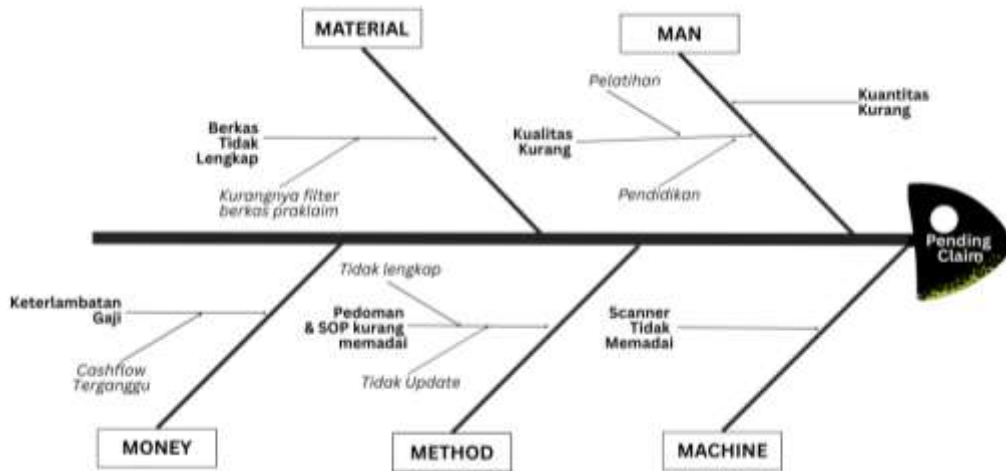 MATERIAL
MAN
Pelatihan
Kuantitas
Kurang
Berkas
Tidak
Lengkap
Kualitas
Kurang
Kurangnya filter
berkas praklaim
Pendidikan
Pending
Claim
Tidak lengkap
Keterlambatan
Gaji
Pedoman
& SOP kurang
memadai
Scanner
Tidak
Memadai
Cashflow
Terganggu
Tidak Update
MONEY
METHOD
MACHINE